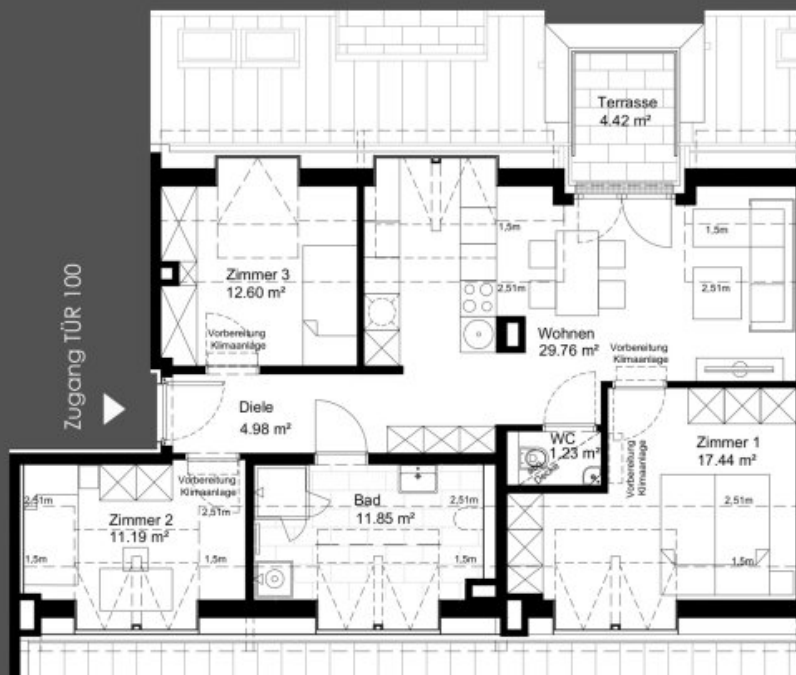 Terrasse
4.42 m²
Zugang TÜR 100
Zimmer 3
12.60 m²
Vorbereitung
Klimaanlage
1,5m
2,51m
1,5m
2,51m
Wohnen
29.76 m²
Vorbereitung
Klimaanlage
Diele
4.98 m²
WC
1.23 m²
Decke
Zimmer 1
17.44 m²
Vorbereitung
Klimaanlage
2,51m
1,5m
Vorbereitung
Klimaanlage
2,51m
2,51m
Zimmer 2
11.19 m²
1,5m
1,5m
Bad
11.85 m²
2,51m
1,5m